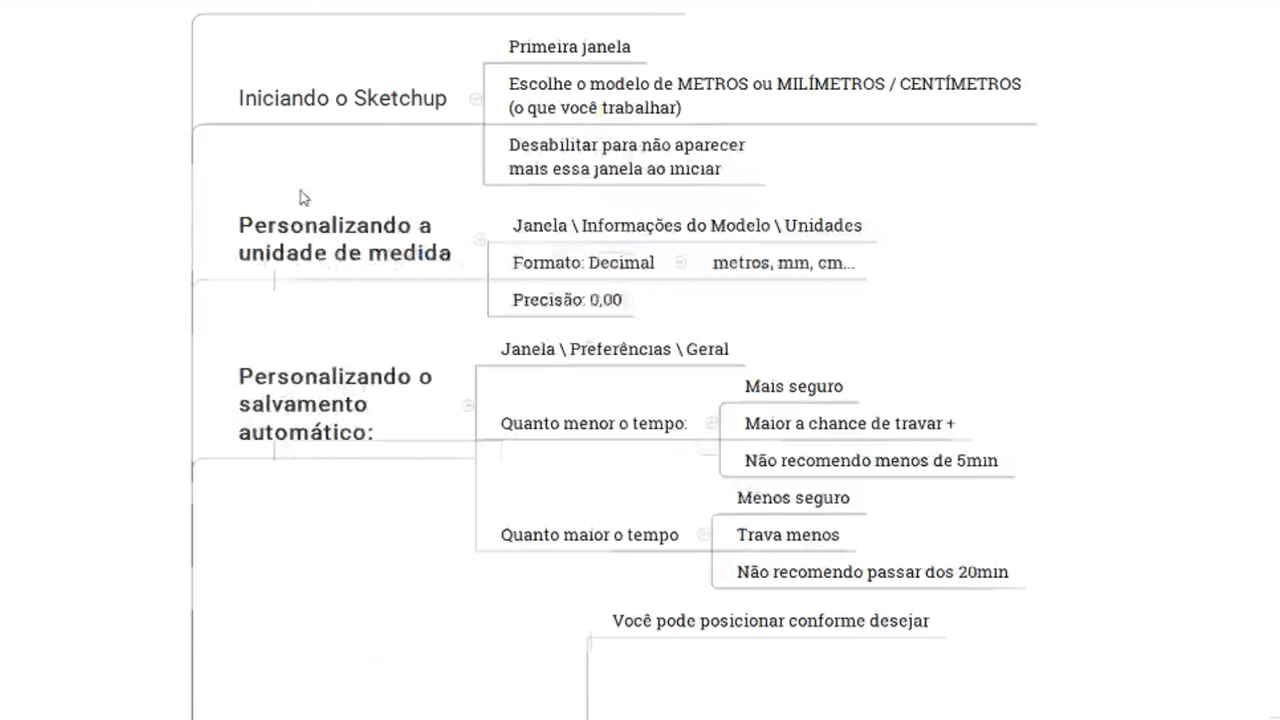 Primeira janela
Iniciando o Sketchup
Escolhe o modelo de METROS ou MILÍMETROS / CENTÍMETROS
(o que você trabalhar)
Desabilitar para não aparecer
mais essa janela ao iniciar
Personalizando a
unidade de medida
Janela \ Informações do Modelo \ Unidades
Formato: Decimal
metros, mm, cm...
Precisão: 0,00
Personalizando o
salvamento
automático:
Janela \ Preferências \ Geral
Quanto menor o tempo:
Mais seguro
Maior a chance de travar +
Não recomendo menos de 5min
Quanto maior o tempo
Menos seguro
Trava menos
Não recomendo passar dos 20min
Você pode posicionar conforme desejar